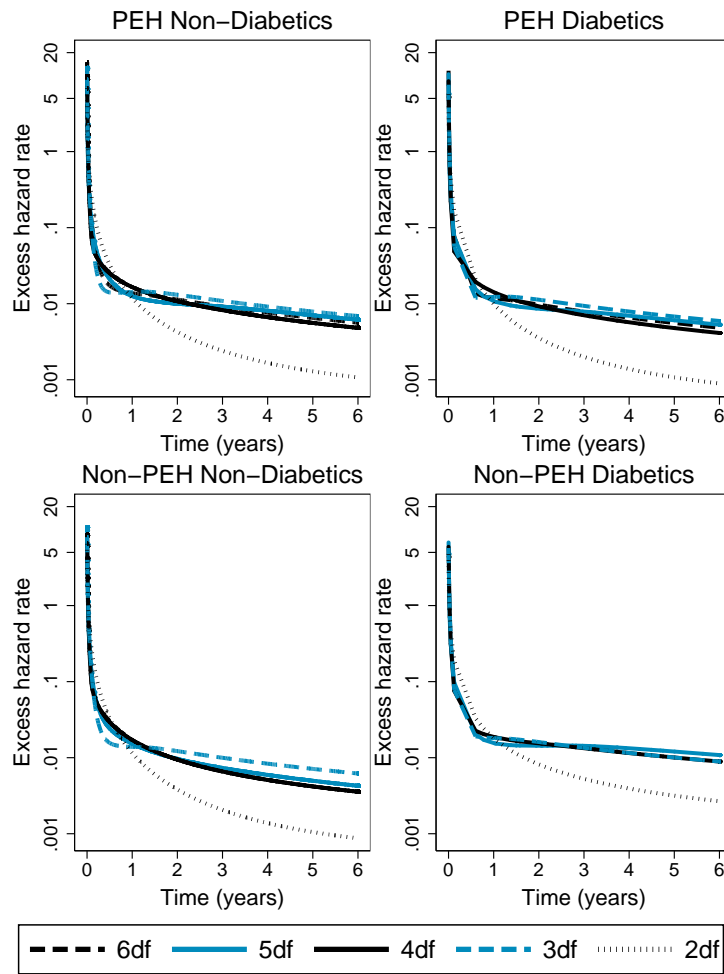 PEH Non−Diabetics
Excess hazard rate
20
5
1
.1
.01
.001
0 1 2 3 4 5 6
Time (years)
PEH Diabetics
Excess hazard rate
20
5
1
.1
.01
.001
0 1 2 3 4 5 6
Time (years)
Non−PEH Non−Diabetics
Excess hazard rate
20
5
1
.1
.01
.001
0 1 2 3 4 5 6
Time (years)
Non−PEH Diabetics
Excess hazard rate
20
5
1
.1
.01
.001
0 1 2 3 4 5 6
Time (years)
6df 5df 4df 3df 2df